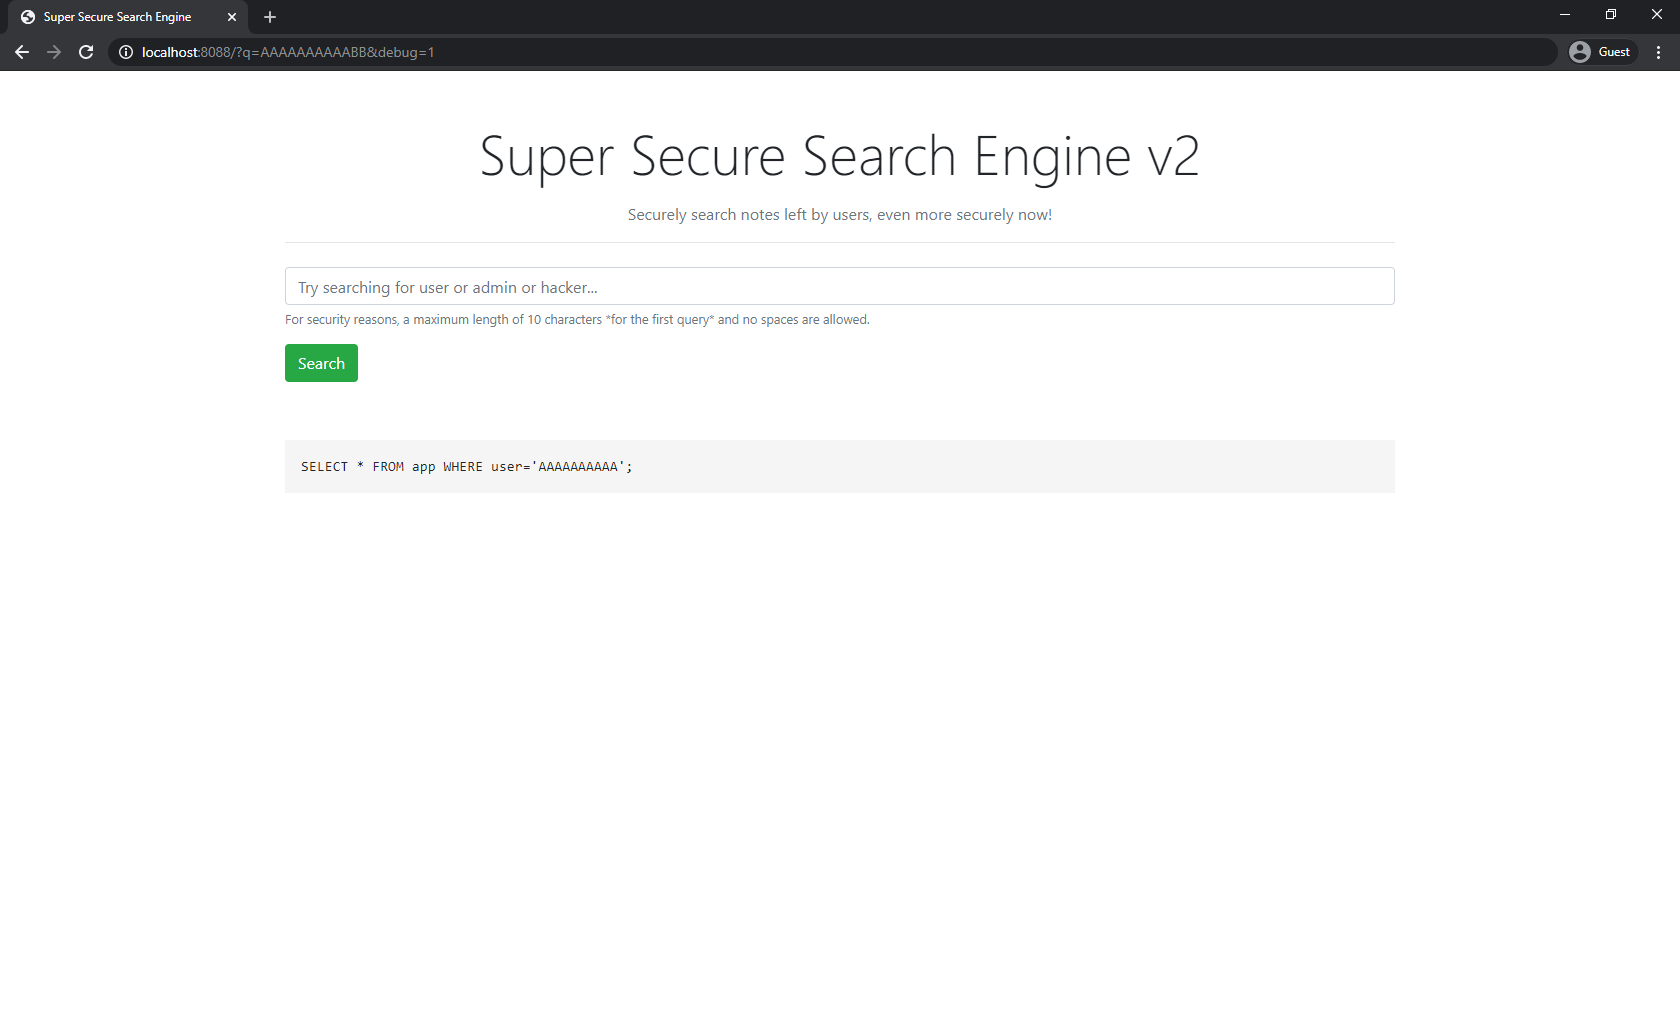 Super Secure Search Engine
localhost:8088/?q=AAAAAAAAAABB&debug=1
Guest
Super Secure Search Engine v2
Securely search notes left by users, even more securely now!
Try searching for user or admin or hacker...
For security reasons, a maximum length of 10 characters *for the first query* and no spaces are allowed.
Search
SELECT * FROM app WHERE user='AAAAAAAAAA';